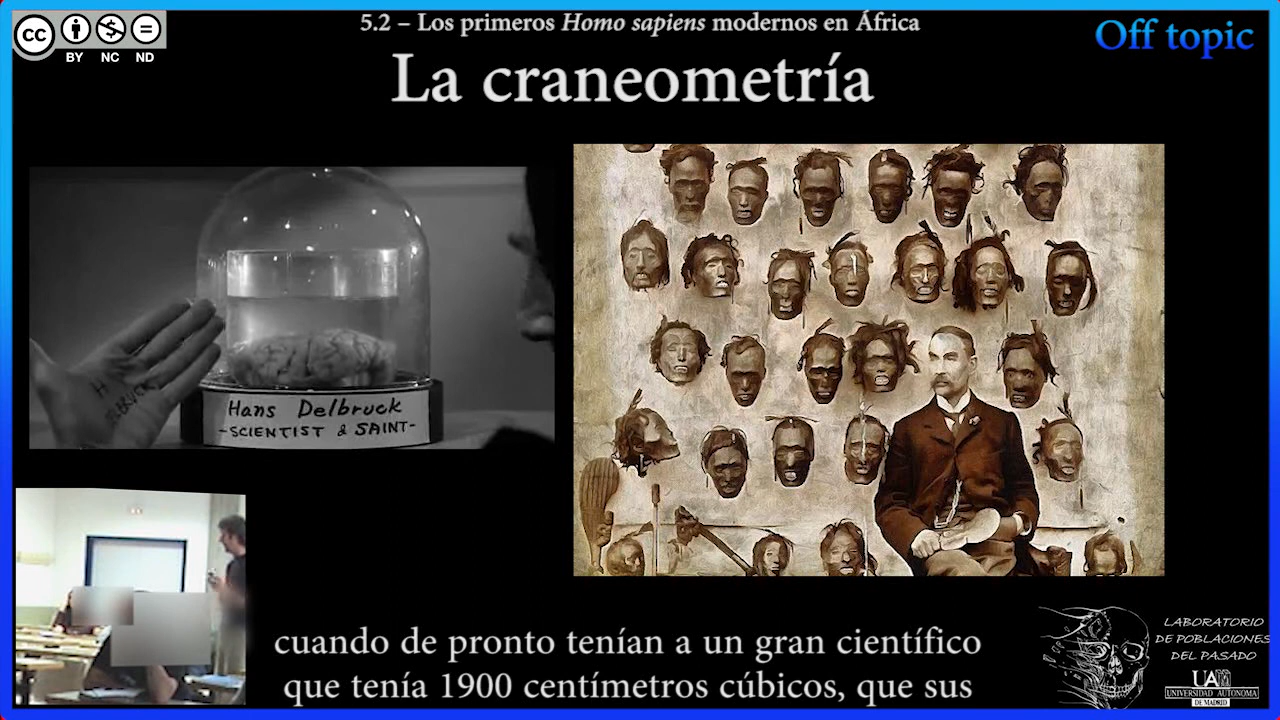 5.2 – Los primeros Homo sapiens modernos en África
Off topic
cc
BY NC ND
La craneometría
Hans Delbruck
-SCIENTIST & SAINT-
cuando de pronto tenían a un gran científico
que tenía 1900 centímetros cúbicos, que sus
LABORATORIO
DE POBLACIONES
DEL PASADO
UAM
UNIVERSIDAD AUTONOMA
DE MADRID